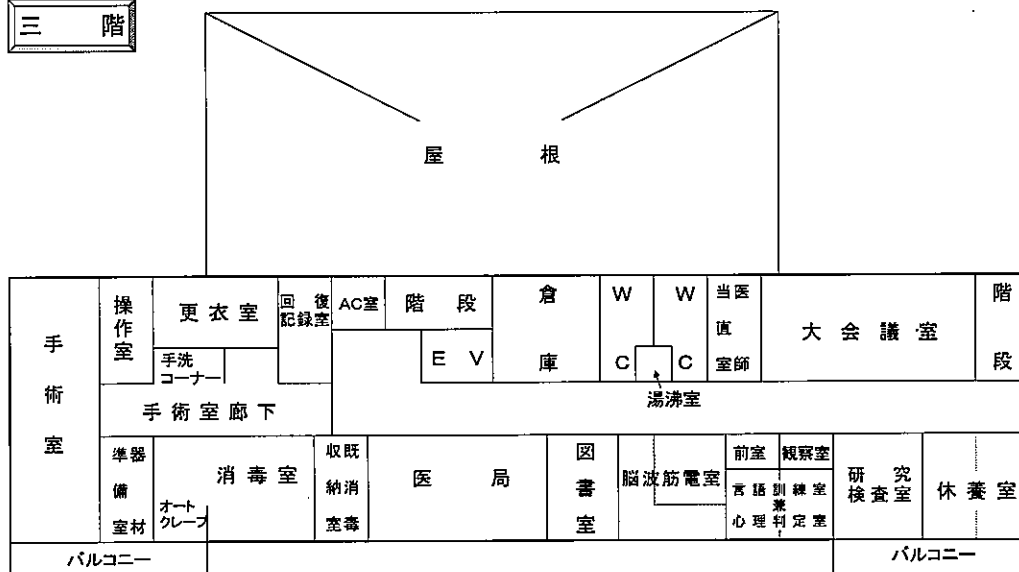 三 階
屋 根
手術室
操作室
更衣室
回復
記録室
AC室
階 段
倉庫
WC
WC
当直室
医師
大 会 議 室
階段
手洗
コーナー
E V
湯沸室
手 術 室 廊 下
準備室
器材
消 毒 室
オート
クレーブ
収納室
既消毒
医 局
図書室
脳波筋電室
前室
観察室
言 語 訓 練 室
兼
心 理 判 定 室
研 究
検査室
休 養 室
バルコニー
バルコニー